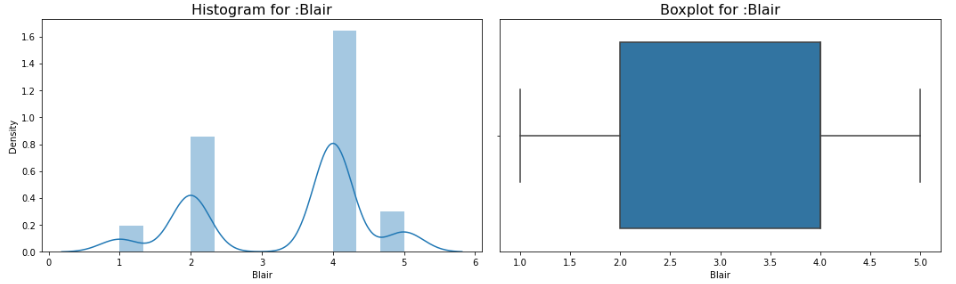 Histogram for :Blair
Density
1.6
1.4
1.2
1.0
0.8
0.6
0.4
0.2
0.0
0 1 2 3 4 5 6
Blair
Boxplot for :Blair
1.0 1.5 2.0 2.5 3.0 3.5 4.0 4.5 5.0
Blair